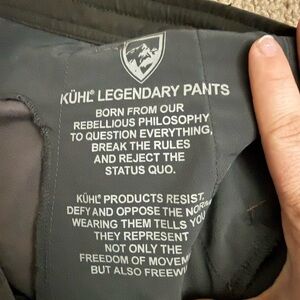 KÜHL® LEGENDARY PANTS
BORN FROM OUR
REBELLIOUS PHILOSOPHY
TO QUESTION EVERYTHING,
BREAK THE RULES
AND REJECT THE
STATUS QUO.
KÜHL® PRODUCTS RESIST,
DEFY AND OPPOSE THE
WEARING THEM TELLS YOU
THEY REPRESENT
NOT ONLY THE
FREEDOM OF
BUT ALSO